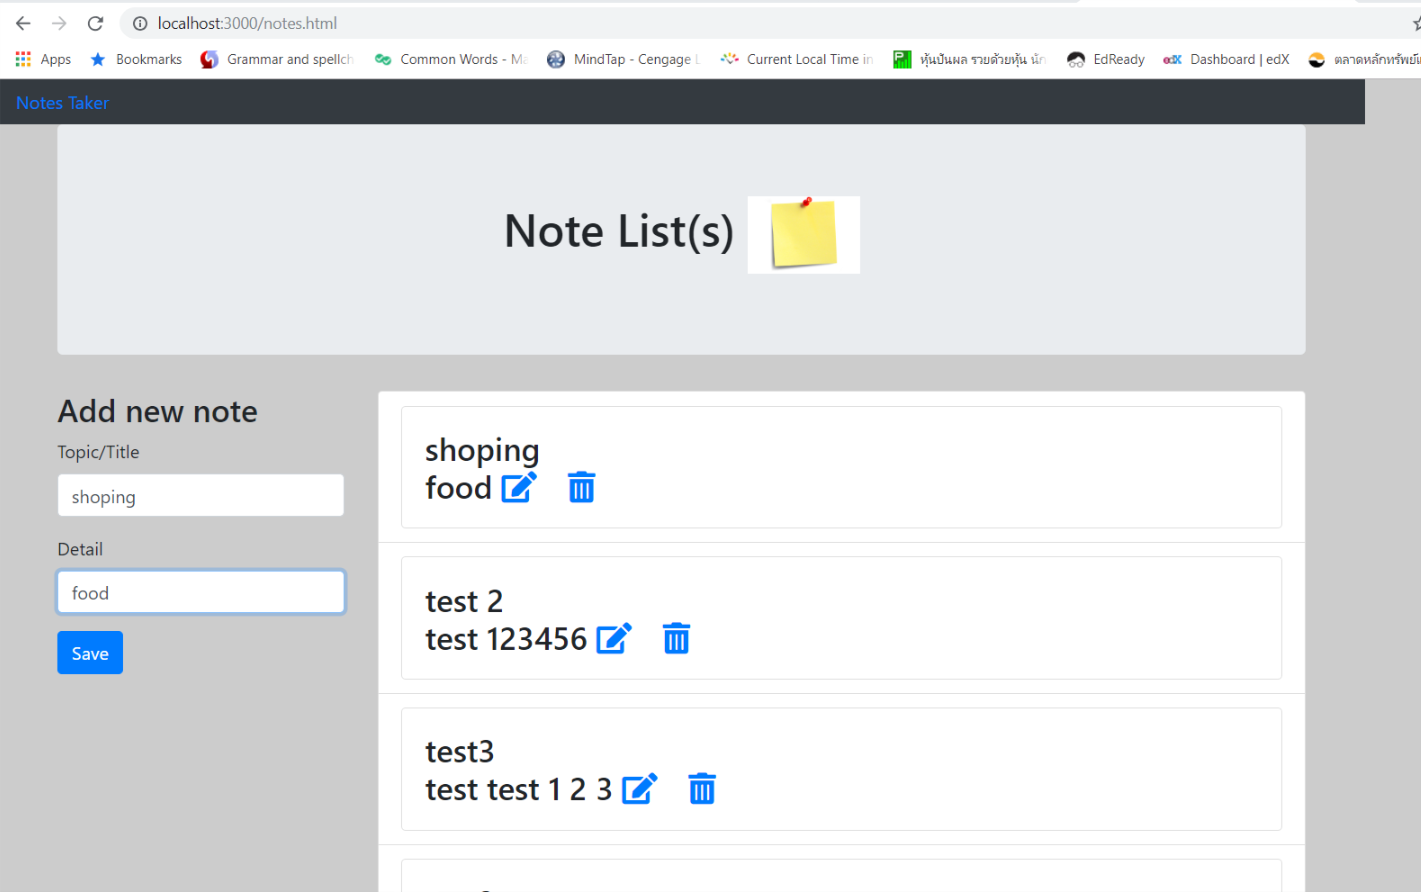 localhost:3000/notes.html
Apps Bookmarks Grammar and spellch Common Words - Ma MindTap - Cengage L Current Local Time in หุ้นปันผล รวยด้วยหุ้น นัก EdReady edX Dashboard | edX ตลาดหลักทรัพย์แ
Notes Taker
Note List(s)
Add new note
Topic/Title
shoping
Detail
food
Save
shoping
food
test 2
test 123456
test3
test test 1 2 3